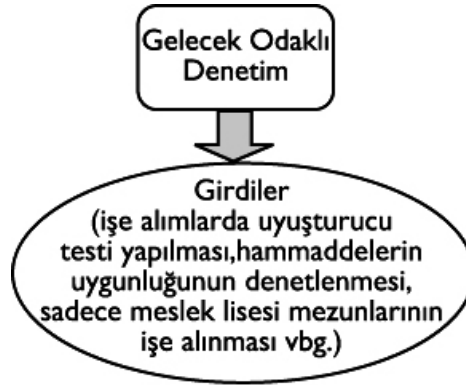 Gelecek Odaklı
Denetim
Girdiler
(işe alımlarda uyuşturucu
testi yapılması,hammaddelerin
uygunluğunun denetlenmesi,
sadece meslek lisesi mezunlarının
işe alınması vbg.)